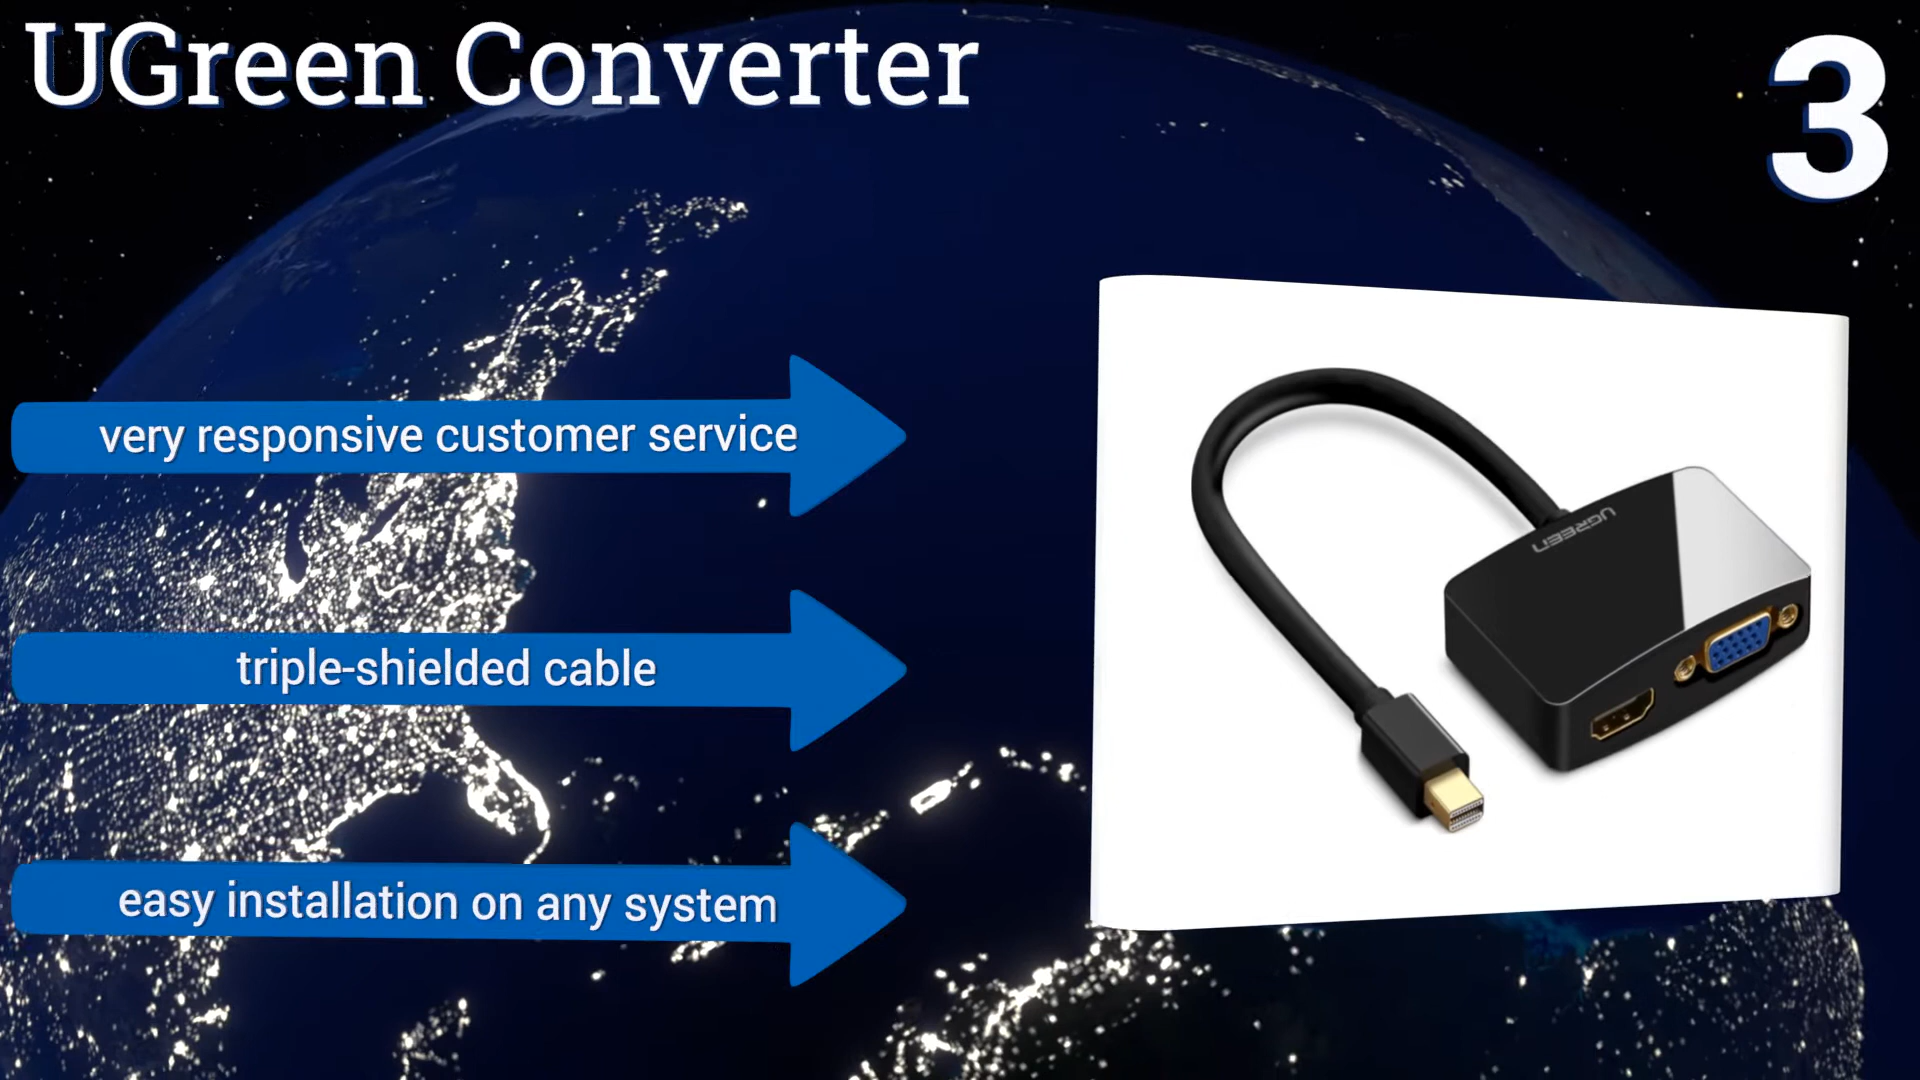 UGreen Converter
3
very responsive customer service
triple-shielded cable
easy installation on any system
UGREEN